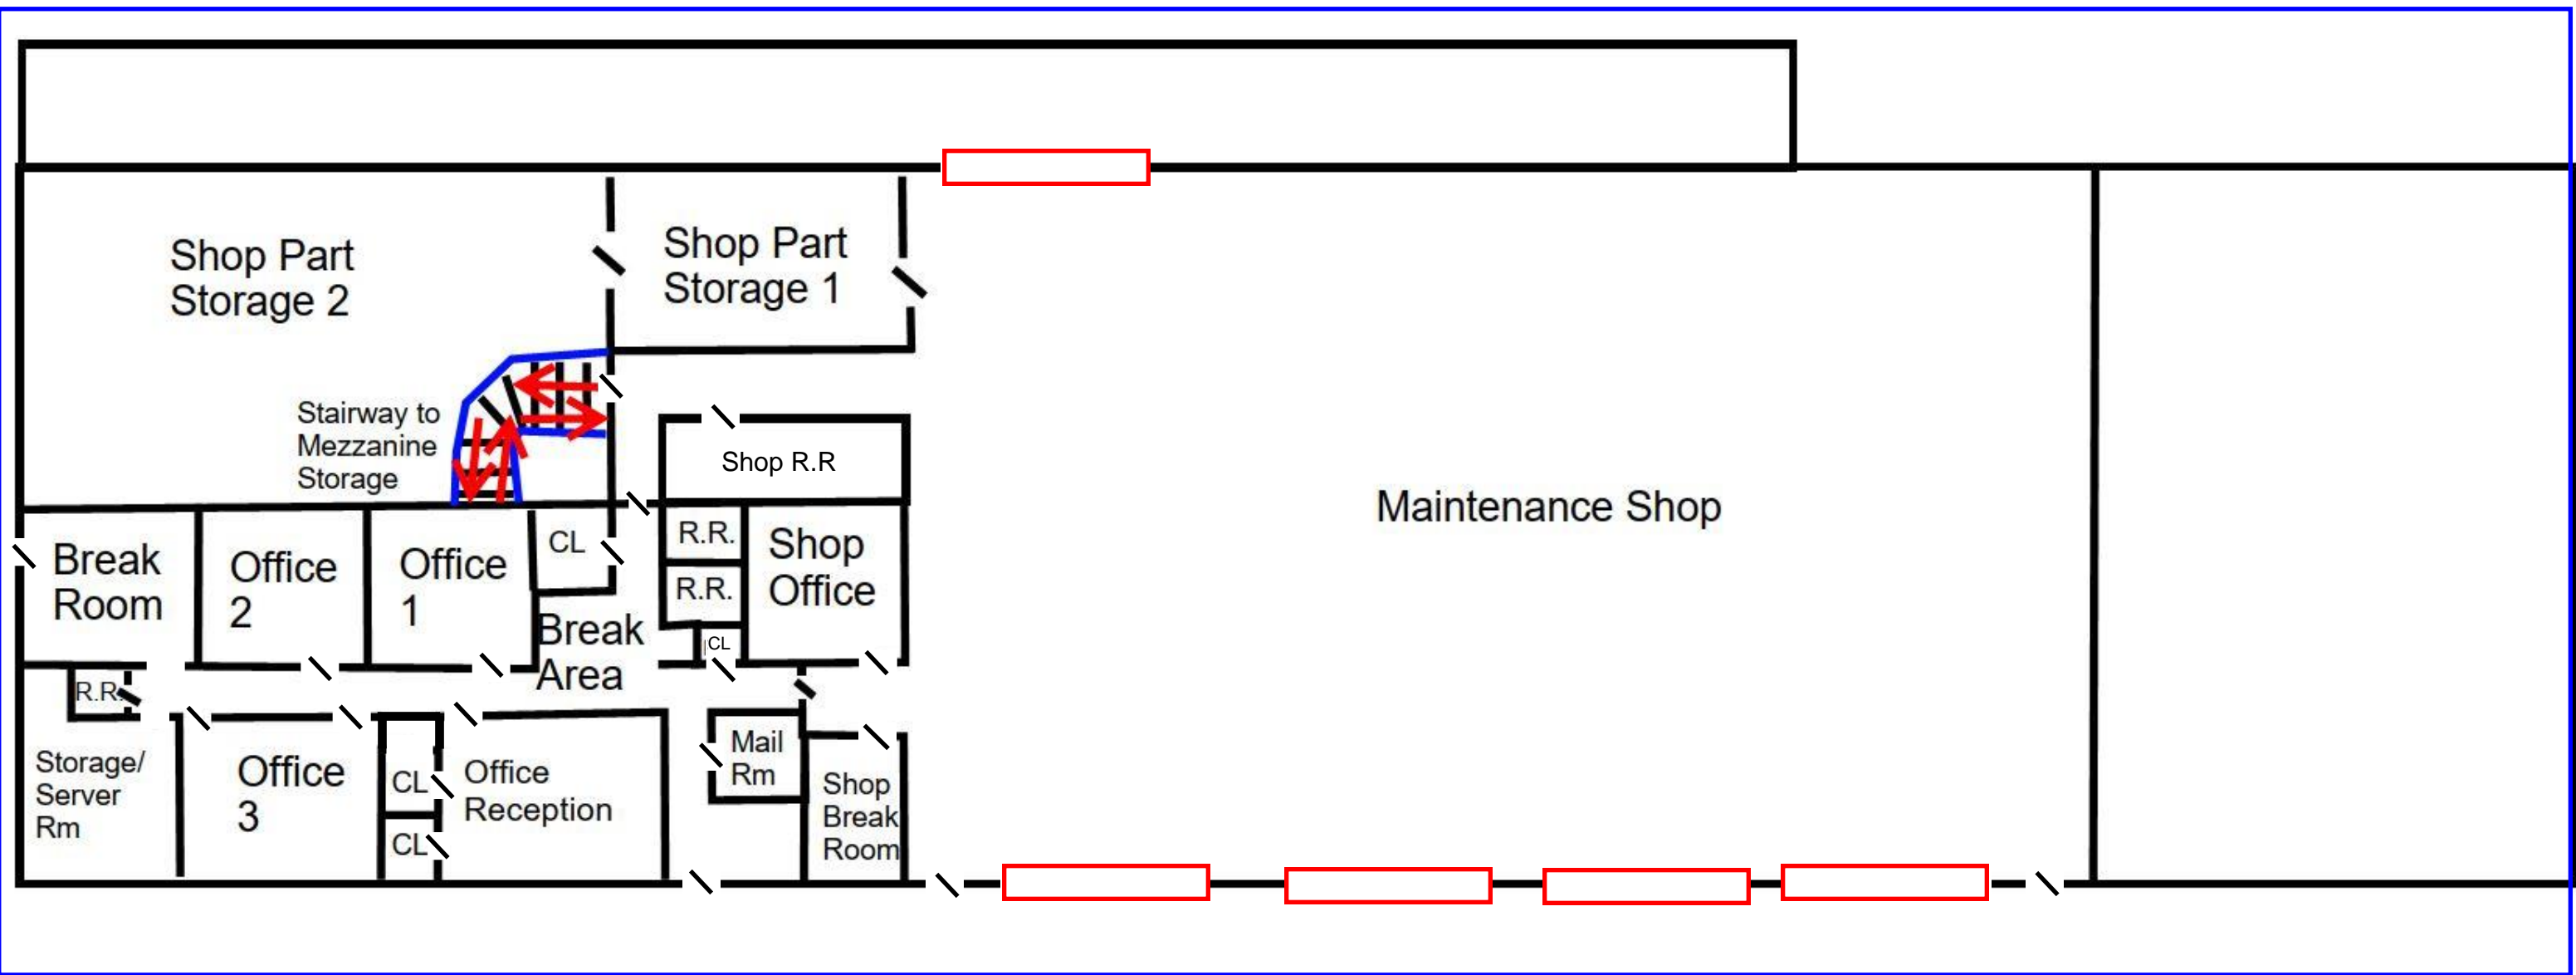 Shop Part
Storage 2
Shop Part
Storage 1
Stairway to
Mezzanine
Storage
Shop R.R
Maintenance Shop
Break
Room
Office
2
Office
1
CL
R.R.
R.R.
CL
Shop
Office
Break
Area
R.R.
Storage/
Server
Rm
Office
3
CL
CL
Office
Reception
Mail
Rm
Shop
Break
Room